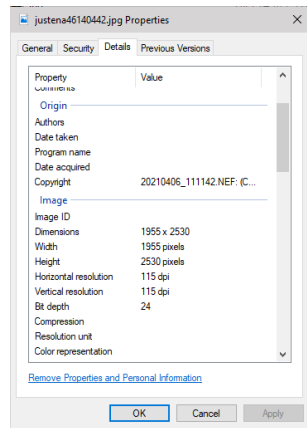 justena46140442.jpg Properties
General Security Details Previous Versions
Property Value
Comments
Origin
Authors
Date taken
Program name
Date acquired
Copyright 20210406_111142.NEF: (C...
Image
Image ID
Dimensions 1955 x 2530
Width 1955 pixels
Height 2530 pixels
Horizontal resolution 115 dpi
Vertical resolution 115 dpi
Bit depth 24
Compression
Resolution unit
Color representation
Remove Properties and Personal Information
OK Cancel Apply